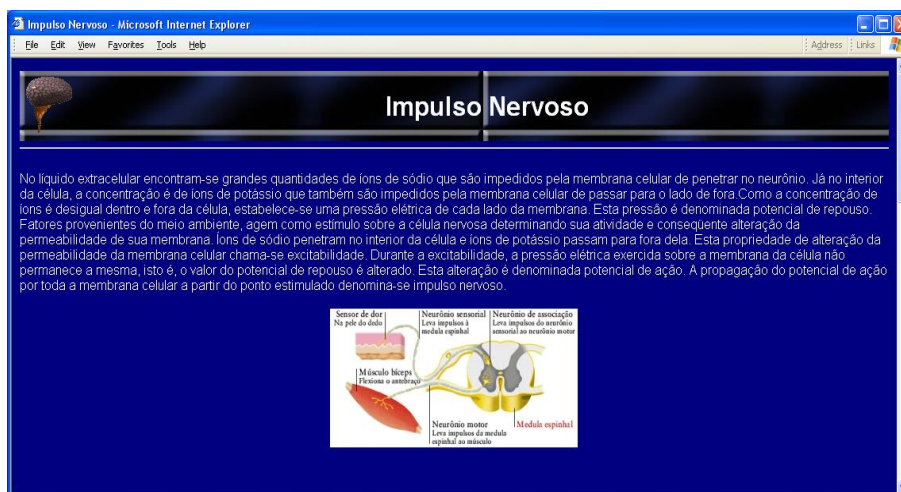 Impulso Nervoso - Microsoft Internet Explorer
File Edit View Favorites Tools Help
Address Links
Impulso Nervoso
No líquido extracelular encontram-se grandes quantidades de íons de sódio que são impedidos pela membrana celular de penetrar no neurônio. Já no interior
da célula, a concentração é de íons de potássio que também são impedidos pela membrana celular de passar para o lado de fora.Como a concentração de
íons é desigual dentro e fora da célula, estabelece-se uma pressão elétrica de cada lado da membrana. Esta pressão é denominada potencial de repouso.
Fatores provenientes do meio ambiente, agem como estímulo sobre a célula nervosa determinando sua atividade e conseqüente alteração da
permeabilidade de sua membrana. Íons de sódio penetram no interior da célula e íons de potássio passam para fora dela. Esta propriedade de alteração da
permeabilidade da membrana celular chama-se excitabilidade. Durante a excitabilidade, a pressão elétrica exercida sobre a membrana da célula não
permanece a mesma, isto é, o valor do potencial de repouso é alterado. Esta alteração é denominada potencial de ação. A propagação do potencial de ação
por toda a membrana celular a partir do ponto estimulado denomina-se impulso nervoso.
Sensor de dor
Na pele do dedo
Neurônio sensorial
Leva impulsos à
medula espinhal
Neurônio de associação
Leva impulsos do neurônio
sensorial ao neurônio motor
Músculo bíceps
Flexiona o antebraço
Neurônio motor
Leva impulsos da medula
espinhal ao músculo
Medula espinhal